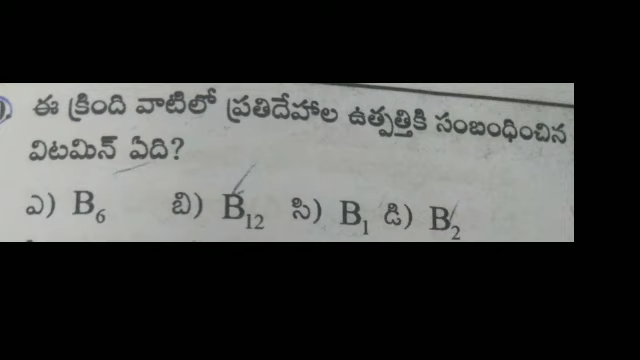 ఈ క్రింది వాటిలో ప్రతిదేహాల ఉత్పత్తికి సంబంధించిన
విటమిన్ ఏది?
ఎ) B₆ బి) B₁₂ సి) B₁ డి) B₂